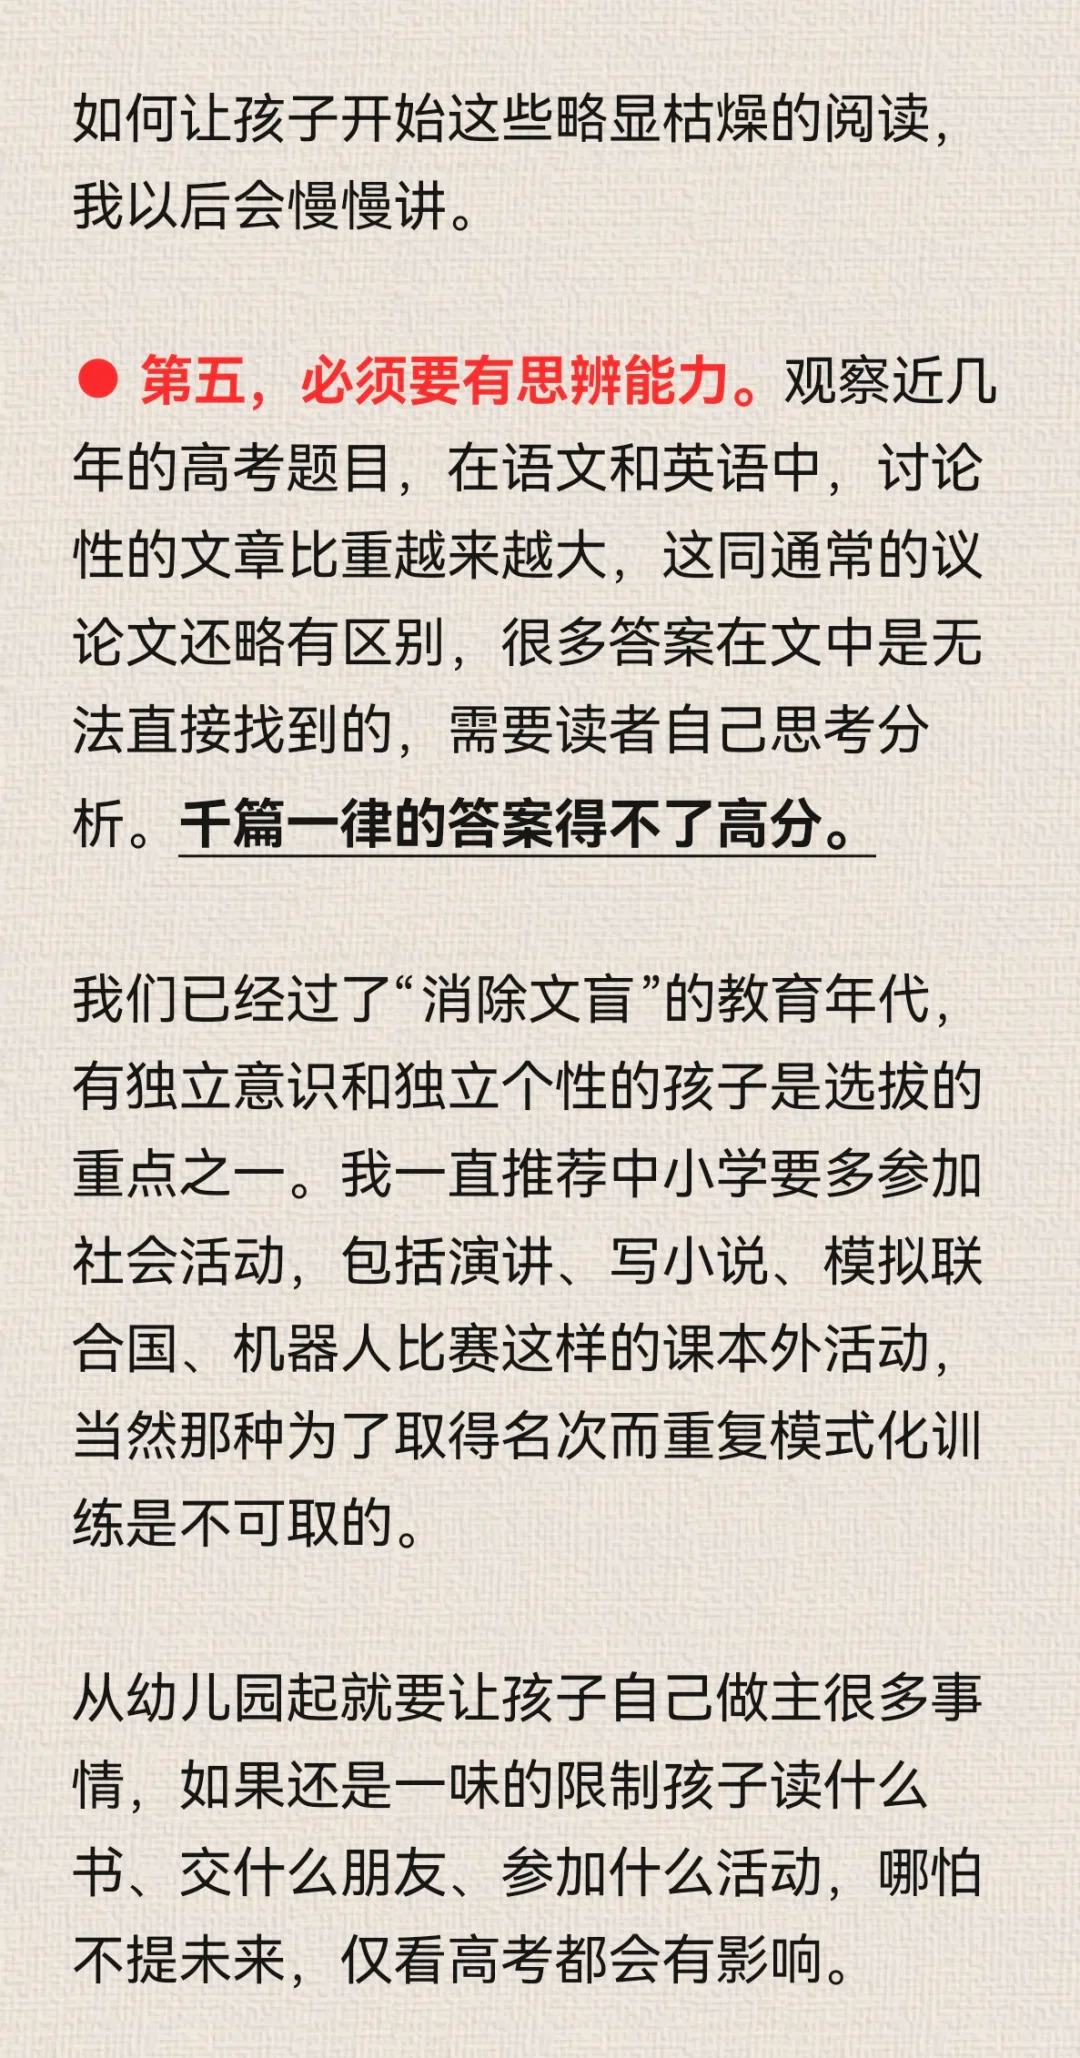 如何让孩子开始这些略显枯燥的阅读，
我以后会慢慢讲。
● 第五，必须要有思辨能力。观察近几
年的高考题目，在语文和英语中，讨论
性的文章比重越来越大，这同通常的议
论文还略有区别，很多答案在文中是无
法直接找到的，需要读者自己思考分
析。千篇一律的答案得不了高分。
我们已经过了“消除文盲”的教育年代，
有独立意识和独立个性的孩子是选拔的
重点之一。我一直推荐中小学要多参加
社会活动，包括演讲、写小说、模拟联
合国、机器人比赛这样的课本外活动，
当然那种为了取得名次而重复模式化训
练是不可取的。
从幼儿园起就要让孩子自己做主很多事
情，如果还是一味的限制孩子读什么
书、交什么朋友、参加什么活动，哪怕
不提未来，仅看高考都会有影响。